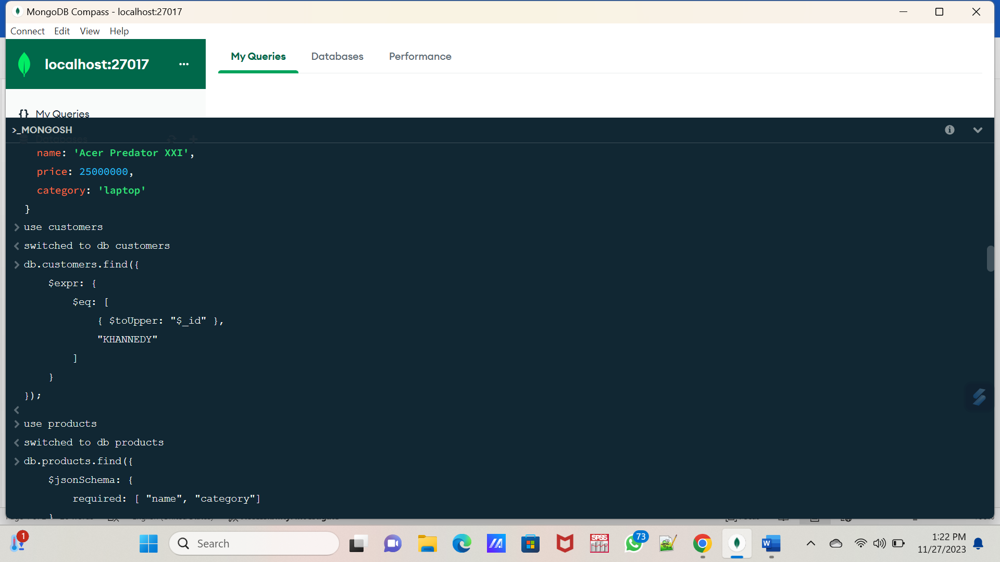 MongoDB Compass - localhost:27017
Connect Edit View Help
localhost:27017 ...
My Queries Databases Performance
{} My Queries
>_MONGOSH
Databases
name: 'Acer Predator XXI',
price: 25000000,
category: 'laptop'
}
> use customers
< switched to db customers
> db.customers.find({
$expr: {
$eq: [
{ $toUpper: "$_id" },
"KHANNEDY"
]
}
});
<
> use products
< switched to db products
> db.products.find({
$jsonSchema: {
required: [ "name", "category"]
}
1
Search
SPSS
73
W
1:22 PM
11/27/2023